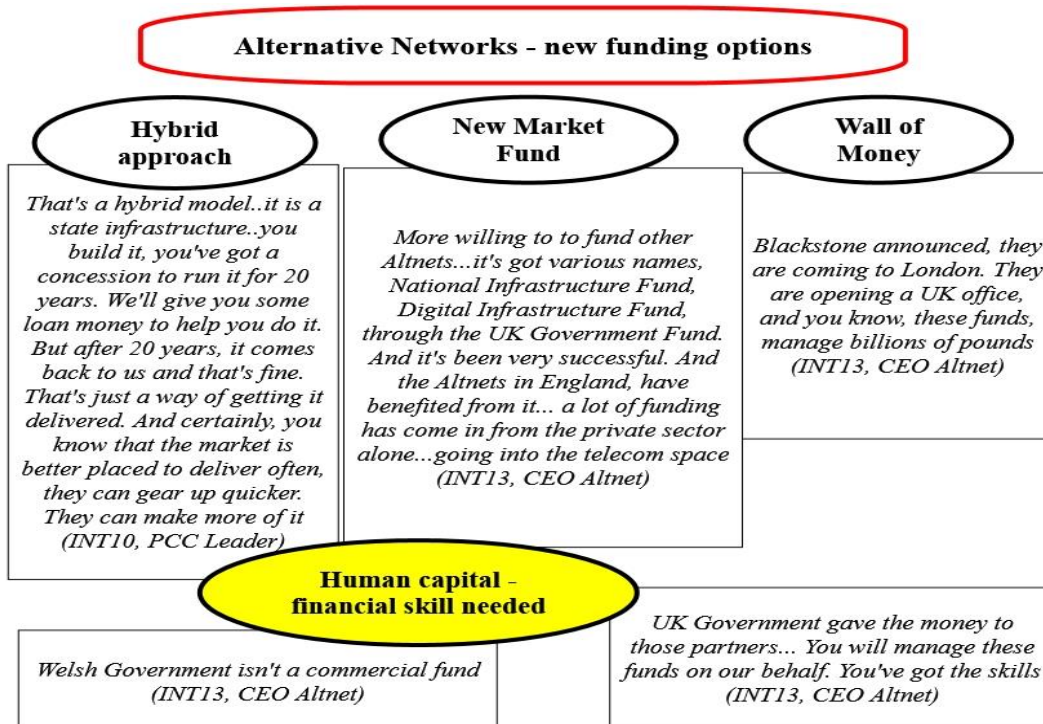 Alternative Networks - new funding options
Hybrid
approach
That's a hybrid model..it is a
state infrastructure..you
build it, you've got a
concession to run it for 20
years. We'll give you some
loan money to help you do it.
But after 20 years, it comes
back to us and that's fine.
That's just a way of getting it
delivered. And certainly, you
know that the market is
better placed to deliver often,
they can gear up quicker.
They can make more of it
(INT10, PCC Leader)
New Market
Fund
More willing to to fund other
Altnets...it's got various names,
National Infrastructure Fund,
Digital Infrastructure Fund,
through the UK Government Fund.
And it's been very successful. And
the Altnets in England, have
benefited from it... a lot of funding
has come in from the private sector
alone...going into the telecom space
(INT13, CEO Altnet)
Wall of
Money
Blackstone announced, they
are coming to London. They
are opening a UK office,
and you know, these funds,
manage billions of pounds
(INT13, CEO Altnet)
Human capital -
financial skill needed
Welsh Government isn't a commercial fund
(INT13, CEO Altnet)
UK Government gave the money to
those partners... You will manage these
funds on our behalf. You've got the skills
(INT13, CEO Altnet)